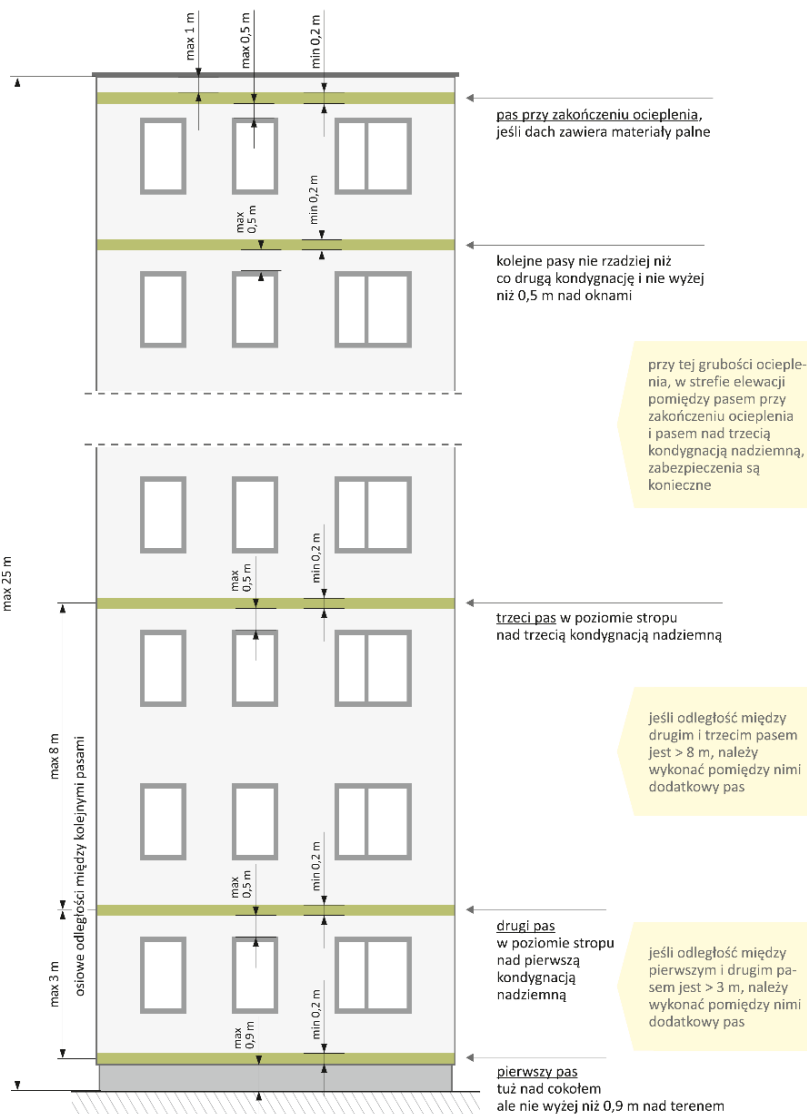 max 1 m
max 0,5 m
min 0,2 m
pas przy zakończeniu ocieplenia,
jeśli dach zawiera materiały palne
max
0,5 m
min 0,2 m
kolejne pasy nie rzadziej niż
co drugą kondygnację i nie wyżej
niż 0,5 m nad oknami
przy tej grubości ociepле-
nia, w strefie elewacji
pomiędzy pasem przy
zakończeniu ocieplenia
i pasem nad trzecią
kondygnacją nadziemną,
zabezpieczenia są
konieczne
max 25 m
max
0,5 m
min 0,2 m
trzeci pas w poziomie stropu
nad trzecią kondygnacją nadziemną
max 8 m
osiowe odległości między kolejnymi pasami
jeśli odległość między
drugim i trzecim pasem
jest > 8 m, należy
wykonać pomiędzy nimi
dodatkowy pas
max
0,5 m
min 0,2 m
drugi pas
w poziomie stropu
nad pierwszą
kondygnacją
nadziemną
max 3 m
jeśli odległość między
pierwszym i drugim pa-
sem jest > 3 m, należy
wykonać pomiędzy nimi
dodatkowy pas
max
0,9 m
min 0,2 m
pierwszy pas
tuż nad cokołem
ale nie wyżej niż 0,9 m nad terenem